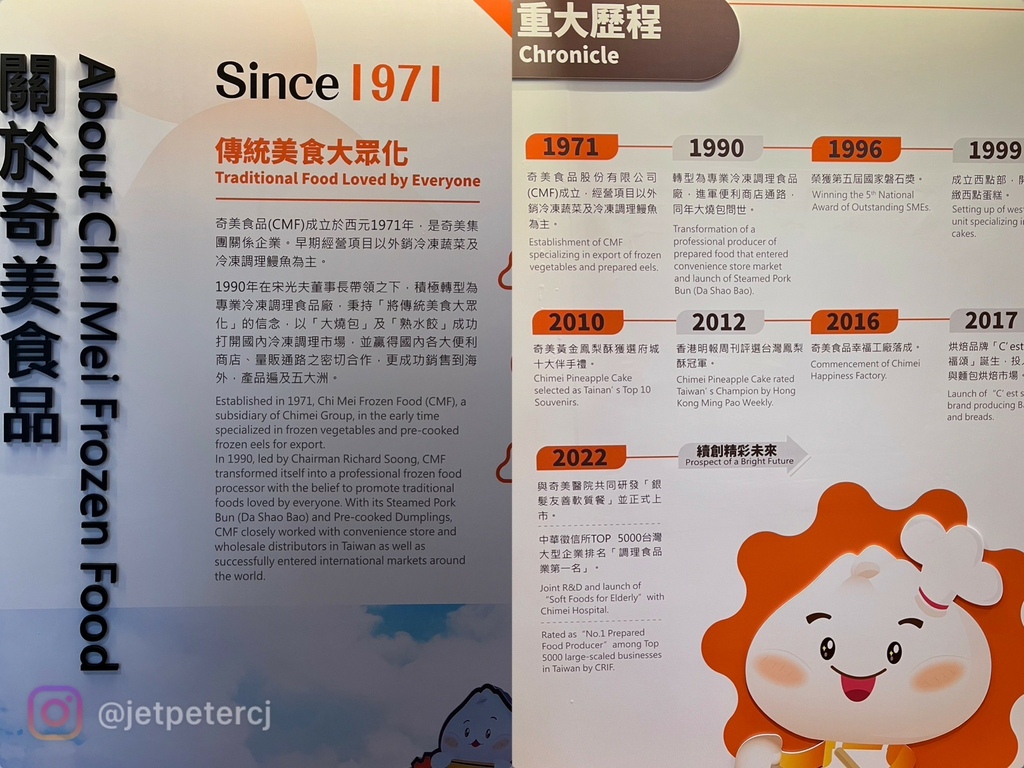 關於奇美食品
About Chi Mei Frozen Food
Since 1971
傳統美食大眾化
Traditional Food Loved by Everyone
奇美食品(CMF)成立於西元1971年，是奇美集
團關係企業。早期經營項目以外銷冷凍蔬菜及
冷凍調理鰻魚為主。
1990年在宋光夫董事長帶領之下，積極轉型為
專業冷凍調理食品廠，秉持「將傳統美食大眾
化」的信念，以「大燒包」及「熟水餃」成功
打開國內冷凍調理市場，並贏得國內各大便利
商店、量販通路之密切合作，更成功銷售到海
外，產品遍及五大洲。
Established in 1971, Chi Mei Frozen Food (CMF), a
subsidiary of Chimei Group, in the early time
specialized in frozen vegetables and pre-cooked
frozen eels for export.
In 1990, led by Chairman Richard Soong, CMF
transformed itself into a professional frozen food
processor with the belief to promote traditional
foods loved by everyone. With its Steamed Pork
Bun (Da Shao Bao) and Pre-cooked Dumplings,
CMF closely worked with convenience store and
wholesale distributors in Taiwan as well as
successfully entered international markets around
the world.
@jetpetercj
重大歷程
Chronicle
1971
奇美食品股份有限公司
(CMF)成立，經營項目以外
銷冷凍蔬菜及冷凍調理鰻魚
為主。
Establishment of CMF
specializing in export of frozen
vegetables and prepared eels.
1990
轉型為專業冷凍調理食品
廠，進軍便利商店通路，
同年大燒包問世。
Transformation of a
professional producer of
prepared food that entered
convenience store market
and launch of Steamed Pork
Bun (Da Shao Bao).
1996
榮獲第五屆國家磐石獎。
Winning the 5th National
Award of Outstanding SMEs.
1999
成立西點部，開
緻西點蛋糕。
Setting up of wes
unit specializing i
cakes.
2010
奇美黃金鳳梨酥獲選府城
十大伴手禮。
Chimei Pineapple Cake
selected as Tainan's Top 10
Souvenirs.
2012
香港明報周刊評選台灣鳳梨
酥冠軍。
Chimei Pineapple Cake rated
Taiwan's Champion by Hong
Kong Ming Pao Weekly.
2016
奇美食品幸福工廠落成。
Commencement of Chimei
Happiness Factory.
2017
烘焙品牌「C'est
福頌」誕生，投
與麵包烘焙市場
Launch of "C'est s
brand producing B
and breads.
2022
與奇美醫院共同研發「銀
髮友善軟質餐」並正式上
市。
中華徵信所TOP 5000台灣
大型企業排名「調理食品
業第一名」。
Joint R&D and launch of
"Soft Foods for Elderly" with
Chimei Hospital.
Rated as "No.1 Prepared
Food Producer" among Top
5000 large-scaled businesses
in Taiwan by CRIF.
續創精彩未來
Prospect of a Bright Future